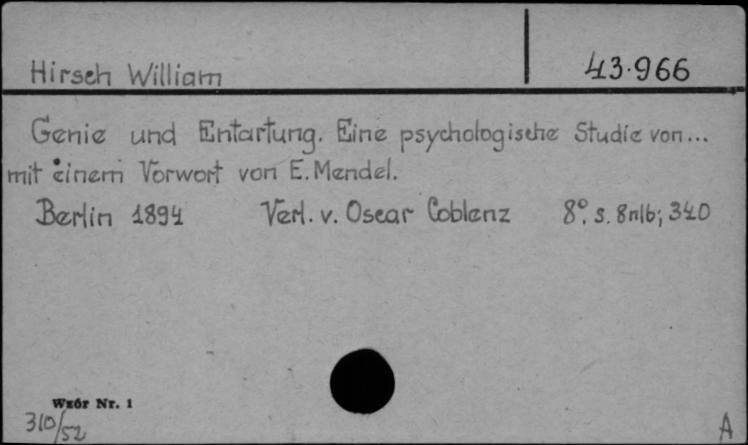 Hirsch William 43.966
Genie und Entartung. Eine psychologische Studie von...
mit einem Vorwort von E. Mendel.
Berlin 1894 Verl. v. Oscar Coblenz 8°. s. 8nlb; 340
Wzór Nr. 1
310/52
A